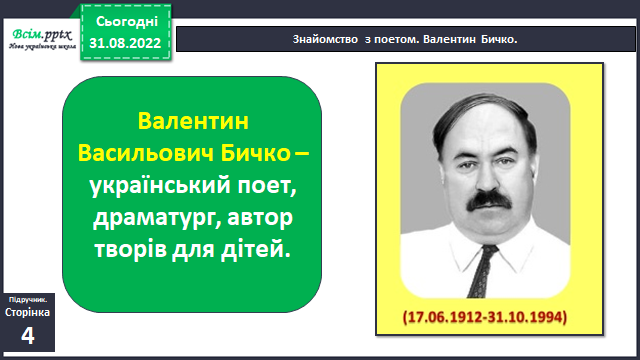 Всім.pptx
Нова українська школа
Сьогодні
31.08.2022
Знайомство з поетом. Валентин Бичко.
Валентин
Васильович Бичко –
український поет,
драматург, автор
творів для дітей.
(17.06.1912-31.10.1994)
Підручник.
Сторінка
4